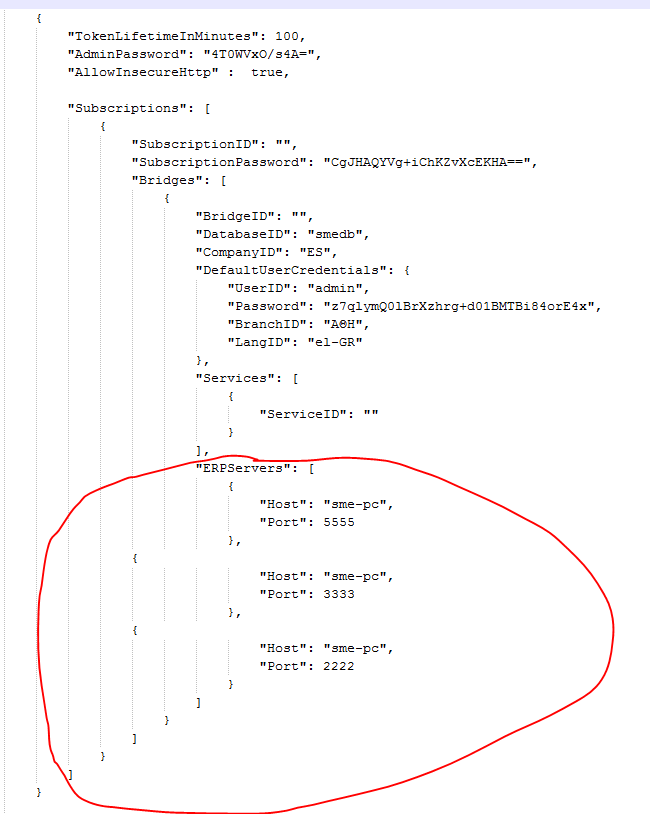 {
"TokenLifetimeInMinutes": 100,
"AdminPassword": "4T0WVxO/s4A=",
"AllowInsecureHttp" :  true,
"Subscriptions": [
{
"SubscriptionID": "",
"SubscriptionPassword": "CgJHAQYVg+iChKZvXcEKHA==",
"Bridges": [
{
"BridgeID": "",
"DatabaseID": "smedb",
"CompanyID": "ES",
"DefaultUserCredentials": {
"UserID": "admin",
"Password": "z7qlymQ0lBrXzhrg+d01BMTBi84orE4x",
"BranchID": "ΑΘΗ",
"LangID": "el-GR"
},
"Services": [
{
"ServiceID": ""
}
],
"ERPServers": [
{
"Host": "sme-pc",
"Port": 5555
},
{
"Host": "sme-pc",
"Port": 3333
},
{
"Host": "sme-pc",
"Port": 2222
}
]
}
]
}
]
}